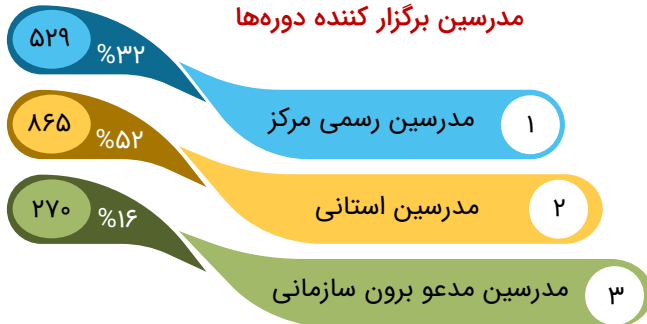 مدرسین برگزار کننده دوره‌ها
۱ مدرسین رسمی مرکز %۳۲ ۵۲۹
۲ مدرسین استانی %۵۲ ۸۶۵
۳ مدرسین مدعو برون سازمانی %۱۶ ۲۷۰